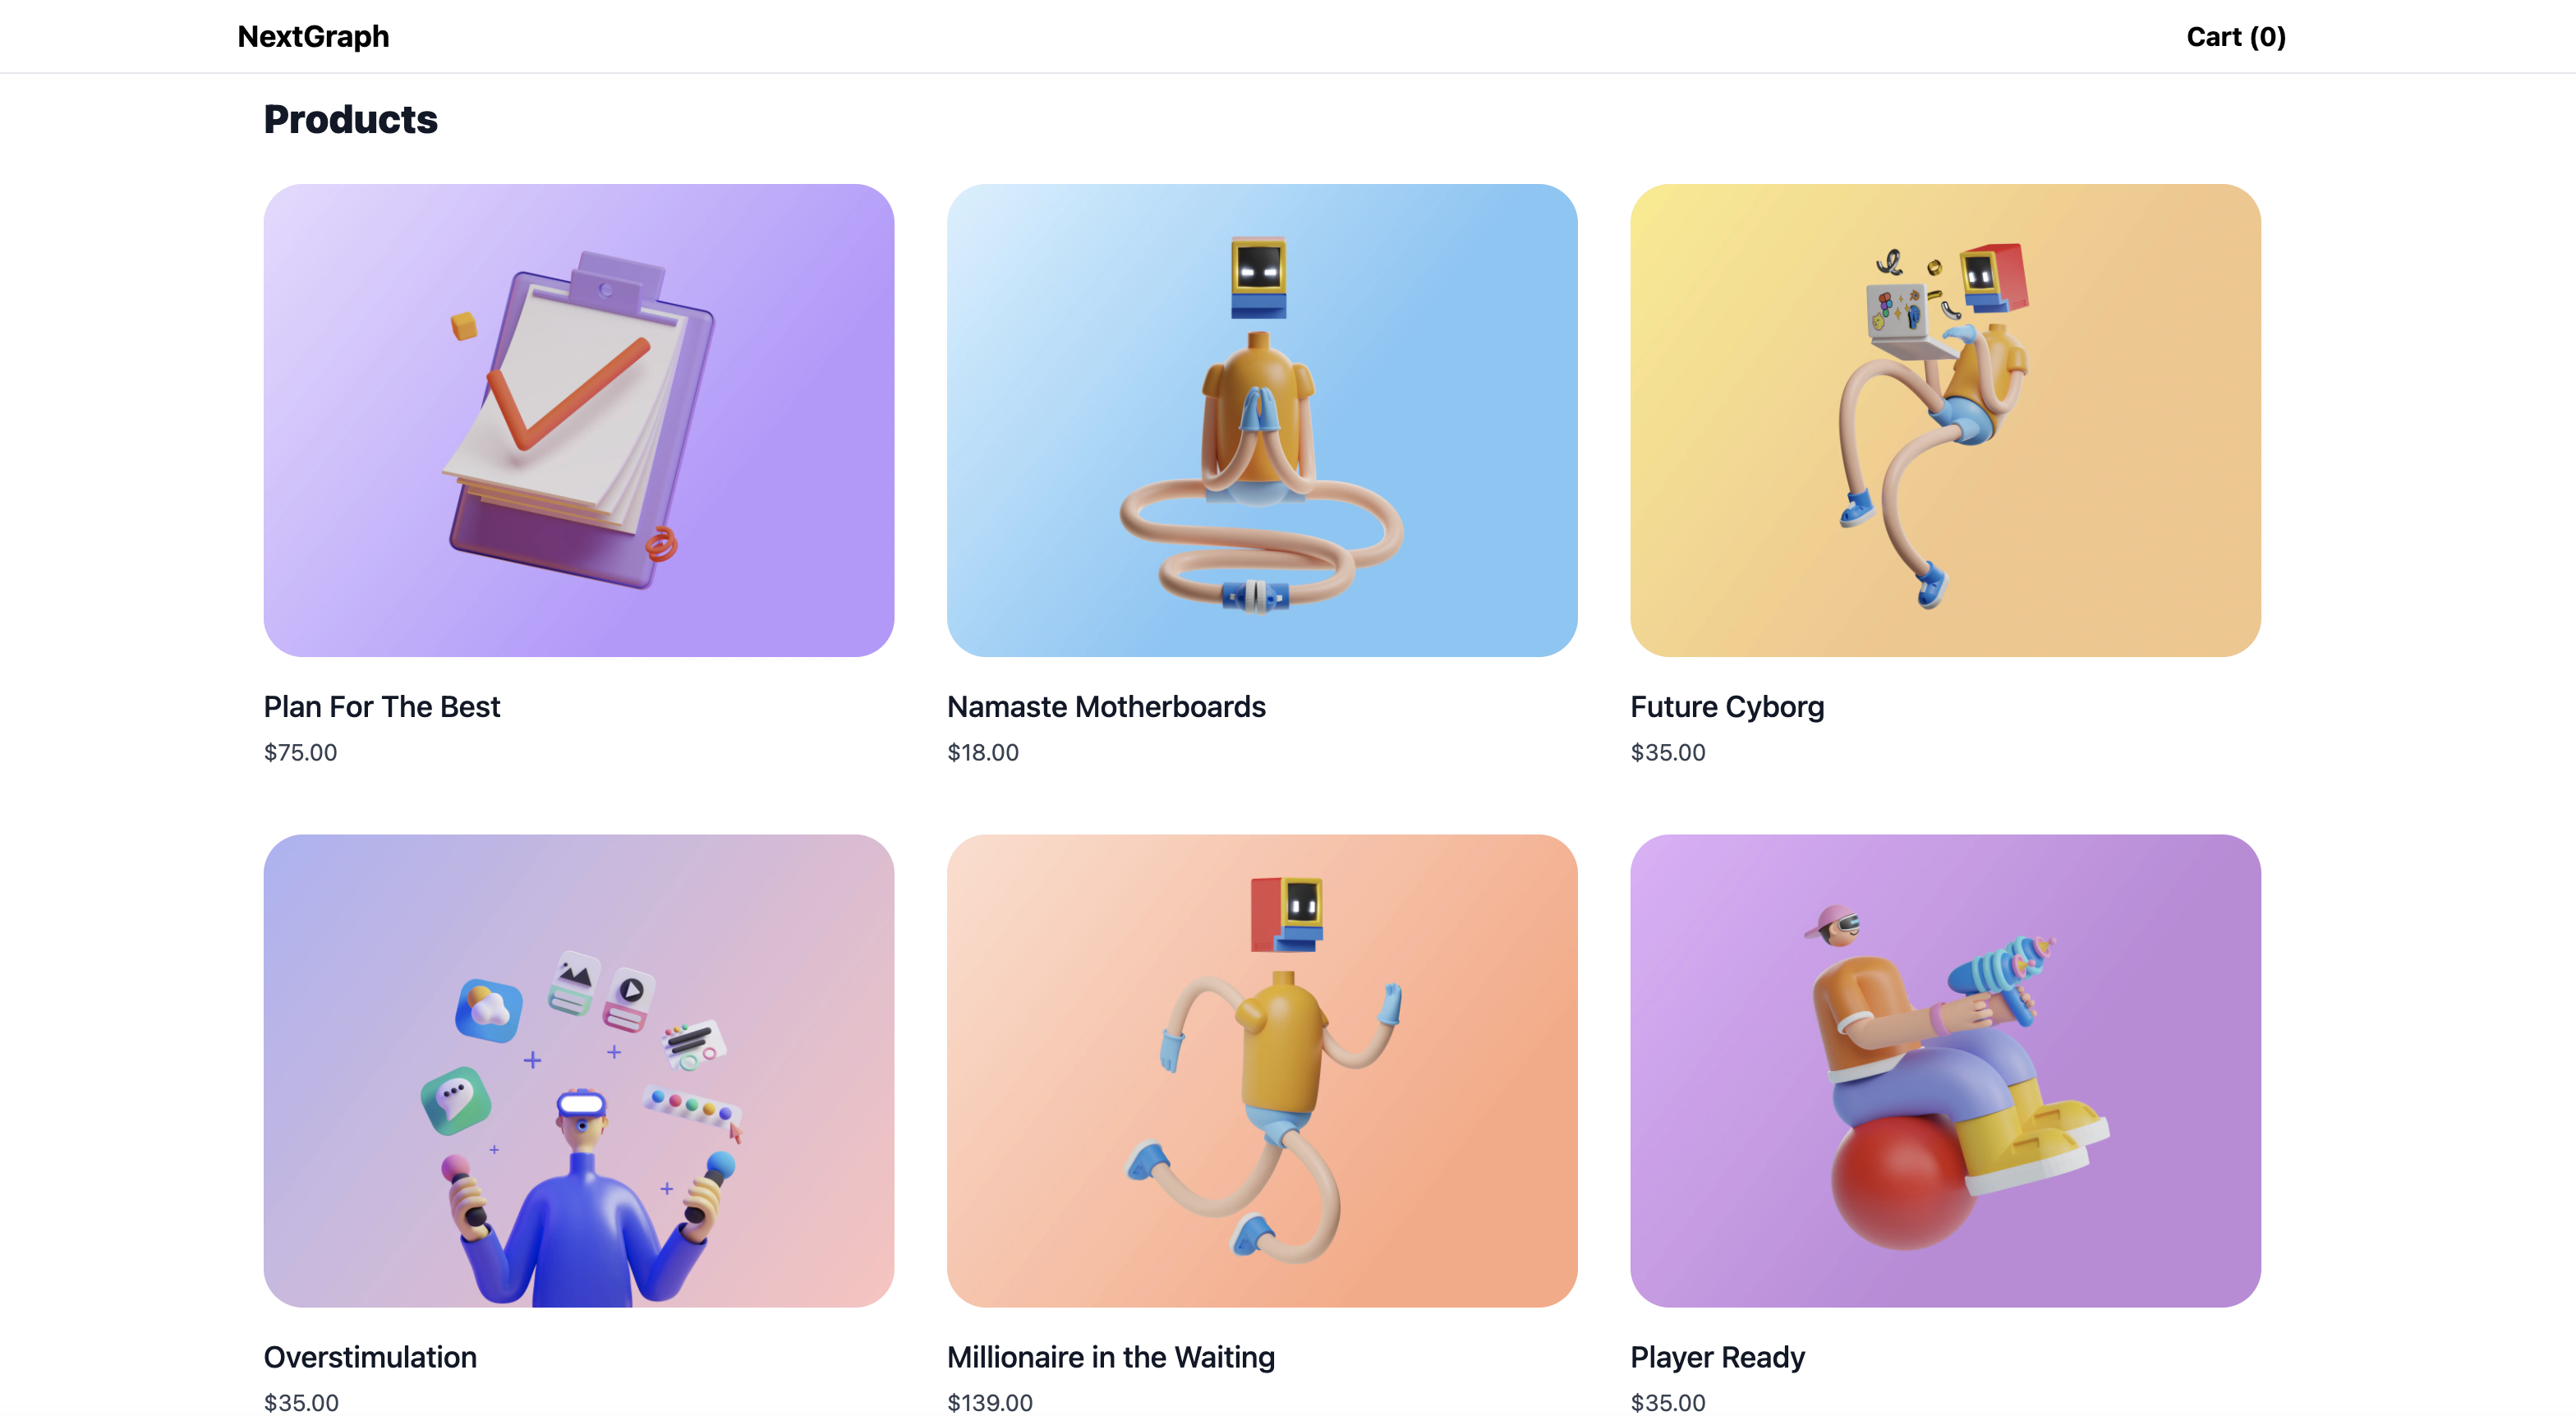 NextGraph
Cart (0)
Products
Plan For The Best
$75.00
Namaste Motherboards
$18.00
Future Cyborg
$35.00
Overstimulation
$35.00
Millionaire in the Waiting
$139.00
Player Ready
$35.00